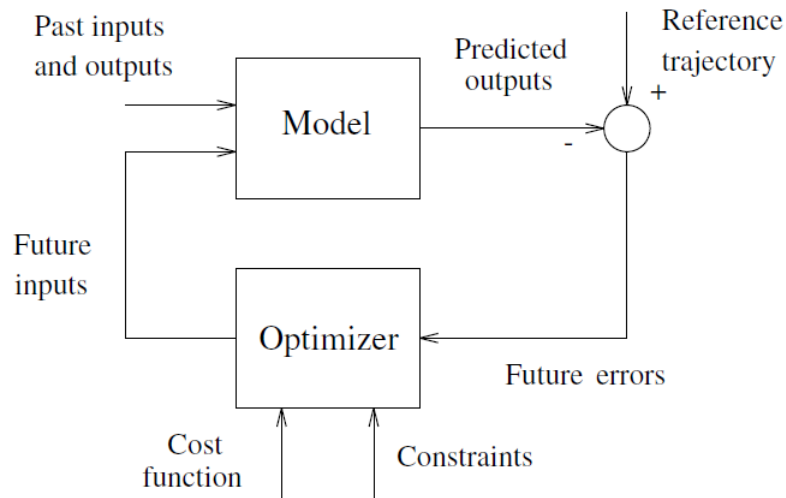 Past inputs
and outputs
Model
Predicted
outputs
Reference
trajectory
+
-
Future
inputs
Optimizer
Future errors
Cost
function
Constraints